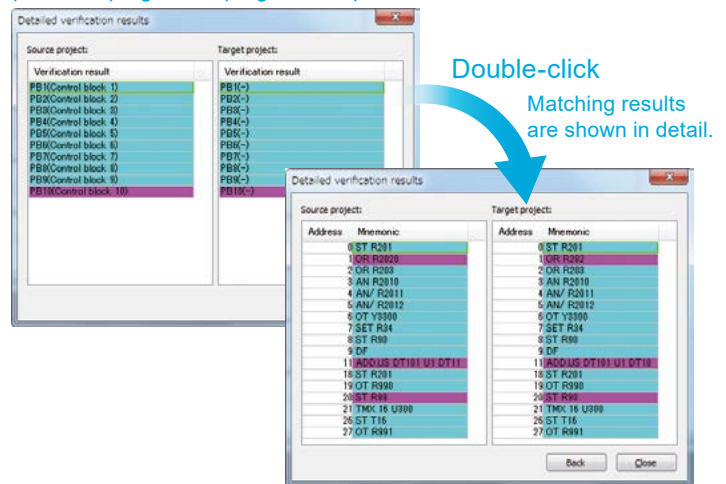 Detailed verification results
Source project:
Target project:
Verification result
Verification result
PB1(Control block 1)
PB1(-)
PB2(Control block 2)
PB2(-)
PB3(Control block 3)
PB3(-)
PB4(Control block 4)
PB4(-)
PB5(Control block 5)
PB5(-)
PB6(Control block 6)
PB6(-)
PB7(Control block 7)
PB7(-)
PB8(Control block 8)
PB8(-)
PB9(Control block 9)
PB9(-)
PB10(Control block 10)
PB10(-)
Double-click
Matching results
are shown in detail.
Detailed verification results
Source project:
Target project:
Address Mnemonic
Address Mnemonic
0 ST R201
0 ST R201
1 OR R2020
1 OR R202
2 OR R203
2 OR R203
3 AN R2010
3 AN R2010
4 AN/ R2011
4 AN/ R2011
5 AN/ R2012
5 AN/ R2012
6 OT Y3300
6 OT Y3300
7 SET R34
7 SET R34
8 ST R90
8 ST R90
9 DF
9 DF
11 ADD.US DT101 U1 DT11
11 ADD.US DT101 U1 DT10
18 ST R201
18 ST R201
19 OT R990
19 OT R990
20 ST R99
20 ST R90
21 TMX 16 U300
21 TMX 16 U300
26 ST T16
26 ST T16
27 OT R991
27 OT R991
Back
Close